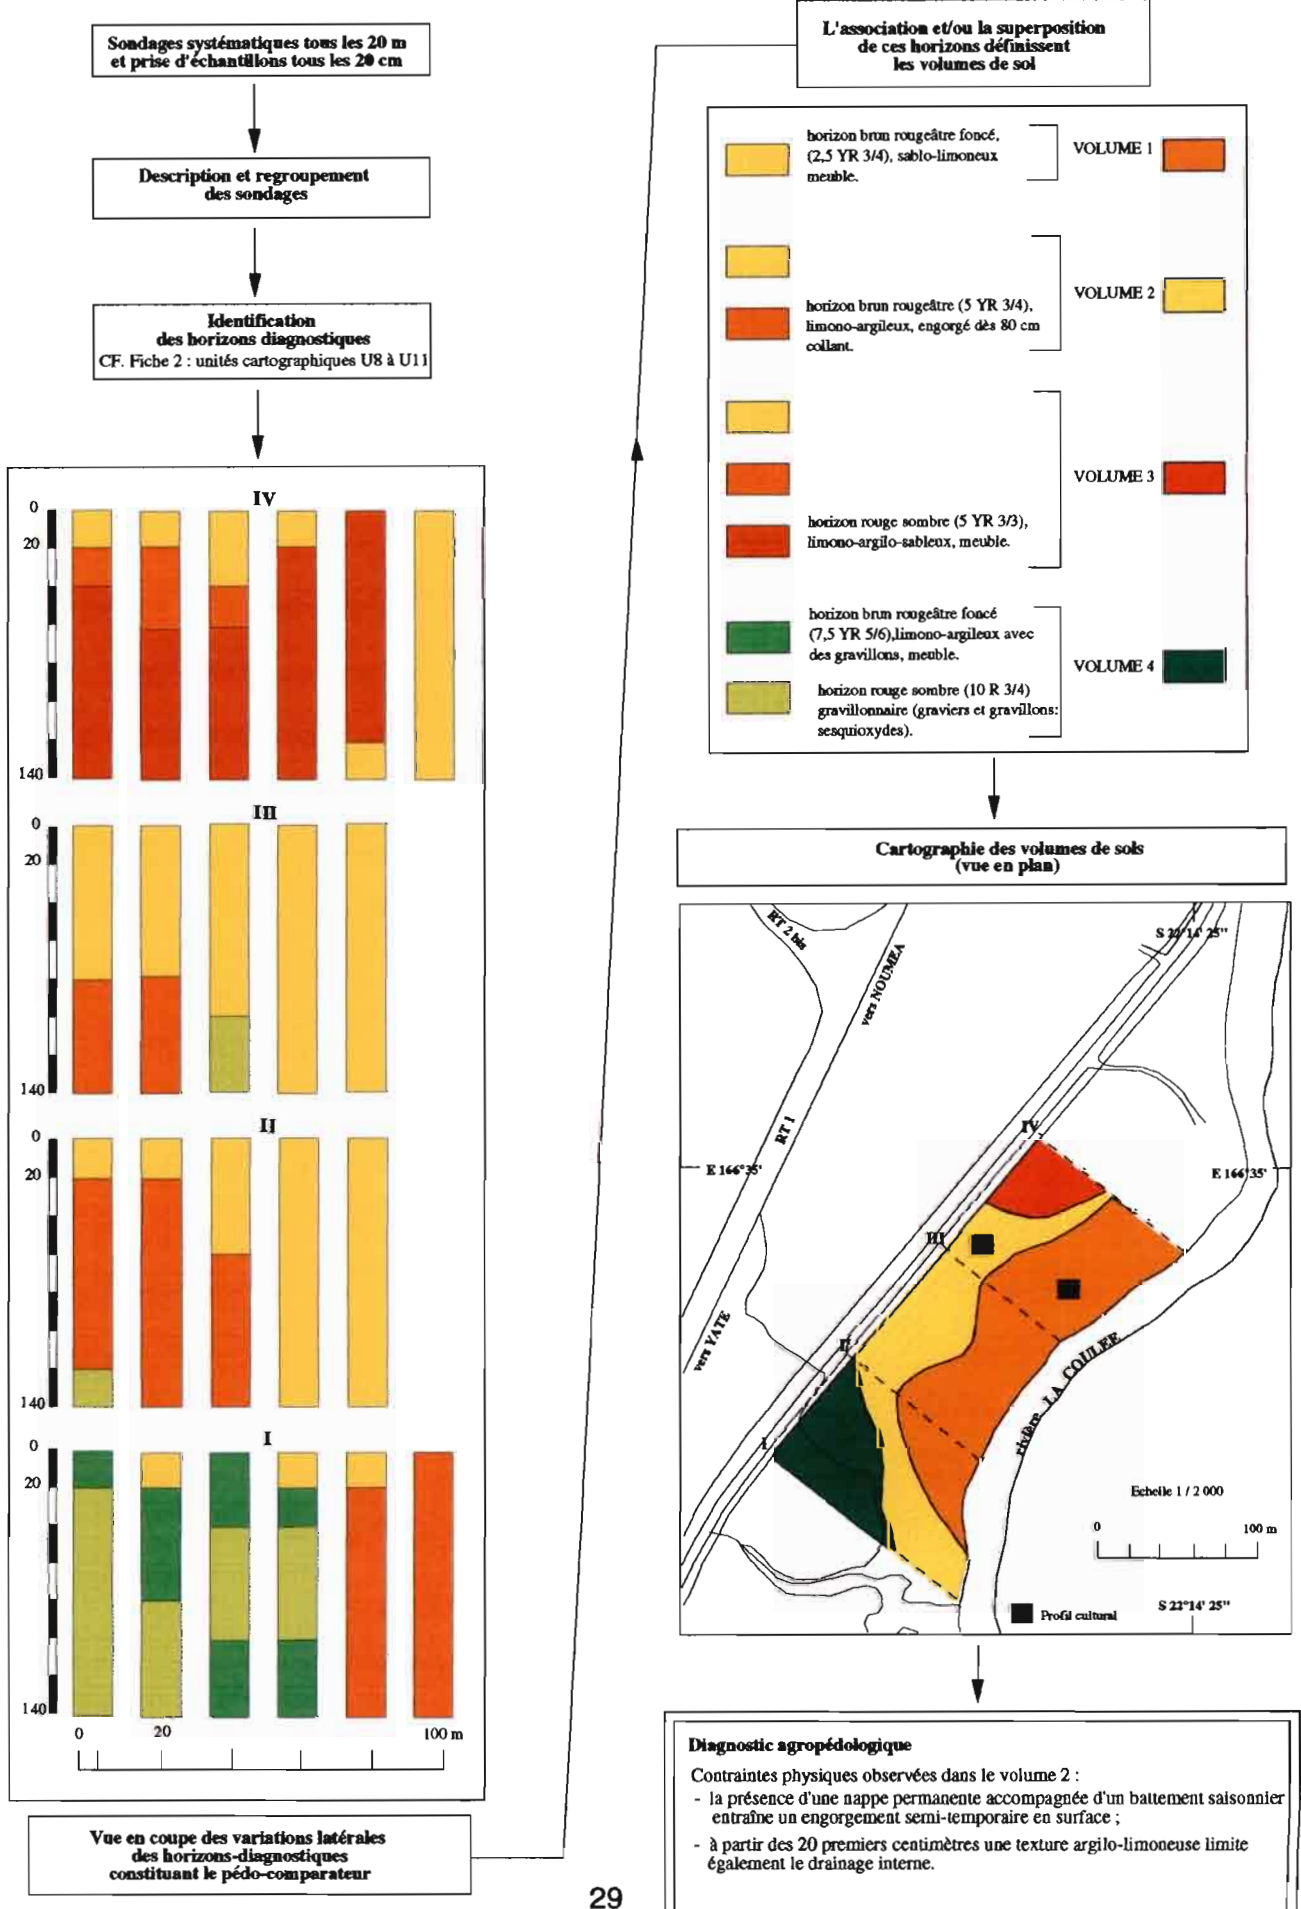 Sondages systématiques tous les 20 m
et prise d'échantillons tous les 20 cm
Description et regroupement
des sondages
Identification
des horizons diagnostiques
CF. Fiche 2 : unités cartographiques U8 à U11
IV
0
20
140
III
0
20
140
II
0
20
140
I
0
20
140
0
20
100 m
Vue en coupe des variations latérales
des horizons-diagnostiques
constituant le pédo-comparateur
L'association et/ou la superposition
de ces horizons définissent
les volumes de sol
horizon brun rougeâtre foncé,
(2,5 YR 3/4), sablo-limoneux
meuble.
VOLUME 1
horizon brun rougeâtre (5 YR 3/4),
limono-argileux, engorgé dès 80 cm
collant.
VOLUME 2
VOLUME 3
horizon rouge sombre (5 YR 3/3),
limono-argilo-sableux, meuble.
horizon brun rougeâtre foncé
(7,5 YR 5/6),limono-argileux avec
des gravillons, meuble.
VOLUME 4
horizon rouge sombre (10 R 3/4)
gravillonnaire (graviers et gravillons:
sesquioxydes).
Cartographie des volumes de sols
(vue en plan)
RT 2 bis
S 22°14' 25"
vers NOUMEA
RT 1
IV
E 166°35'
E 166°35'
III
vers YATE
II
rivière LA COULEE
I
Echelle 1 / 2 000
0
100 m
Profil cultural
S 22°14' 25"
Diagnostic agropédologique
Contraintes physiques observées dans le volume 2 :
- la présence d'une nappe permanente accompagnée d'un battement saisonnier
entraîne un engorgement semi-temporaire en surface ;
- à partir des 20 premiers centimètres une texture argilo-limoneuse limite
également le drainage interne.
29